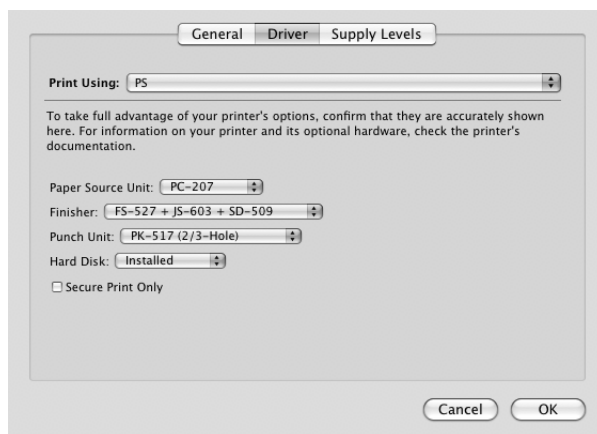 General Driver Supply Levels
Print Using: PS
To take full advantage of your printer's options, confirm that they are accurately shown
here. For information on your printer and its optional hardware, check the printer's
documentation.
Paper Source Unit: PC-207
Finisher: FS-527 + JS-603 + SD-509
Punch Unit: PK-517 (2/3-Hole)
Hard Disk: Installed
Secure Print Only
Cancel OK